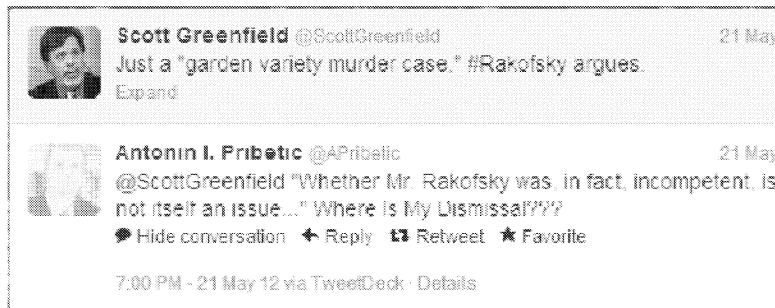 Scott Greenfield @ScottGreenfield 21 May
Just a "garden variety murder case," #Rakofsky argues.
Expand
Antonin I. Pribetic @APribetic 21 May
@ScottGreenfield "Whether Mr. Rakofsky was, in fact, incompetent, is
not itself an issue..." Where Is My Dismissal???
Hide conversation Reply Retweet Favorite
7:00 PM - 21 May 12 via TweetDeck · Details